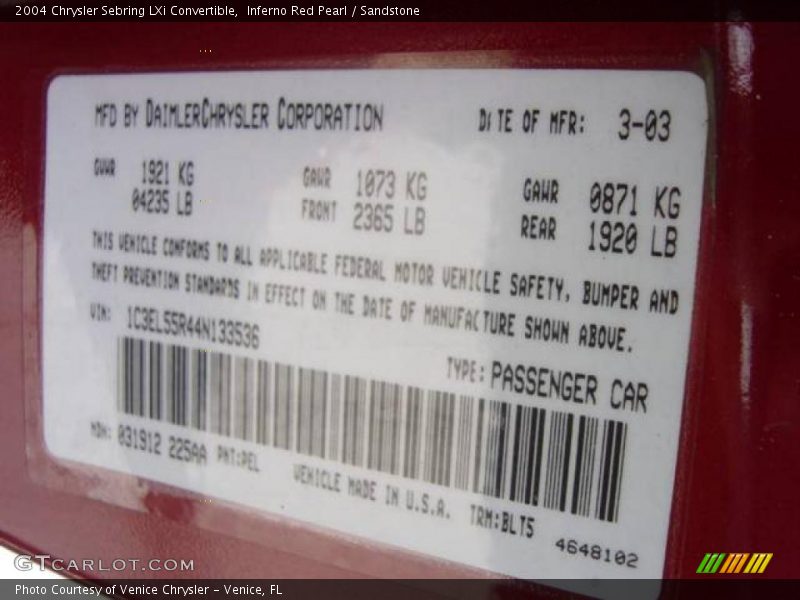 2004 Chrysler Sebring LXi Convertible,  Inferno Red Pearl / Sandstone
MFD BY DAIMLERCHRYSLER CORPORATION DATE OF MFR: 3-03
GVWR 1921 KG GAWR 1073 KG GAWR 0871 KG
04235 LB FRONT 2365 LB REAR 1920 LB
THIS VEHICLE CONFORMS TO ALL APPLICABLE FEDERAL MOTOR VEHICLE SAFETY, BUMPER AND
THEFT PREVENTION STANDARDS IN EFFECT ON THE DATE OF MANUFACTURE SHOWN ABOVE.
VIN: 1C3EL55R44N133536
TYPE: PASSENGER CAR
MDH: 031912 225AA PNT:PEL
VEHICLE MADE IN U.S.A. TRM:BLT5
4648102
GTCARLOT.COM
Photo Courtesy of Venice Chrysler – Venice, FL